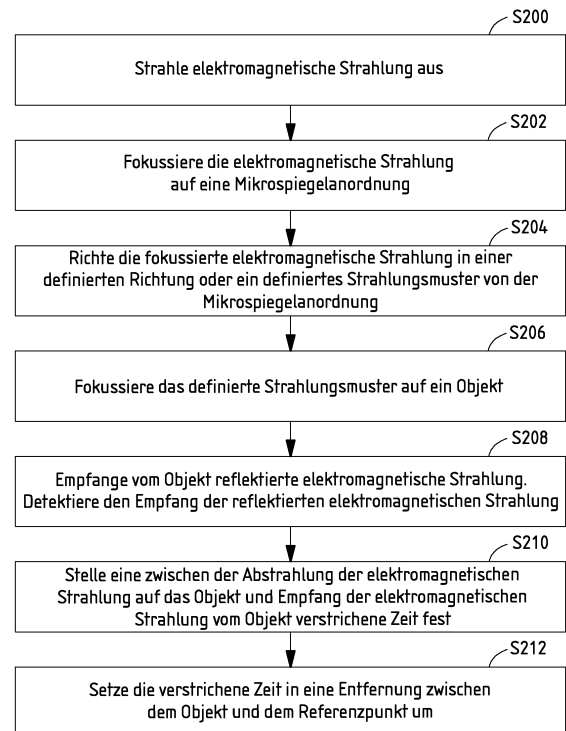 S200
Strahle elektromagnetische Strahlung aus
S202
Fokussiere die elektromagnetische Strahlung
auf eine Mikrospiegelanordnung
S204
Richte die fokussierte elektromagnetische Strahlung in einer
definierten Richtung oder ein definiertes Strahlungsmuster von der
Mikrospiegelanordnung
S206
Fokussiere das definierte Strahlungsmuster auf ein Objekt
S208
Empfange vom Objekt reflektierte elektromagnetische Strahlung.
Detektiere den Empfang der reflektierten elektromagnetischen Strahlung
S210
Stelle eine zwischen der Abstrahlung der elektromagnetischen
Strahlung auf das Objekt und Empfang der elektromagnetischen
Strahlung vom Objekt verstrichene Zeit fest
S212
Setze die verstrichene Zeit in eine Entfernung zwischen
dem Objekt und dem Referenzpunkt um